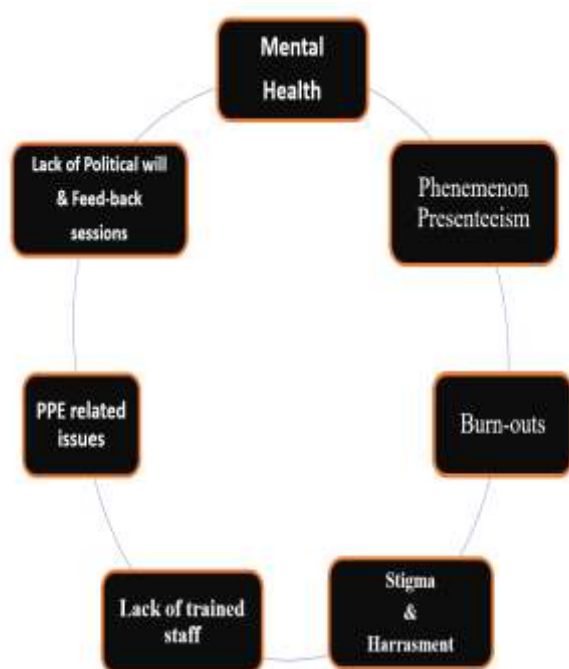 Mental
Health
Phenemenon
Presenteeism
Burn-outs
Stigma
&
Harrasment
Lack of trained
staff
PPE related
issues
Lack of Political will
& Feed-back
sessions